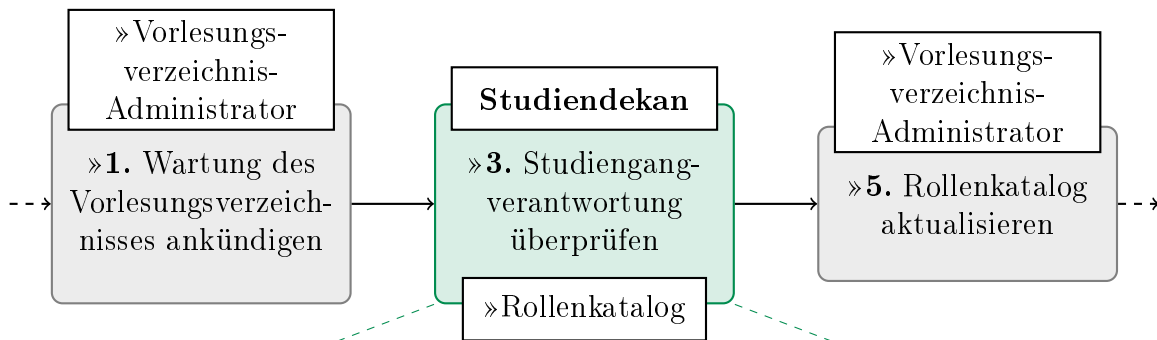 »Vorlesungs-
verzeichnis-
Administrator
»1. Wartung des
Vorlesungsverzeich-
nisses ankündigen
Studiendekan
»3. Studiengang-
verantwortung
überprüfen
»Rollenkatalog
»Vorlesungs-
verzeichnis-
Administrator
»5. Rollenkatalog
aktualisieren